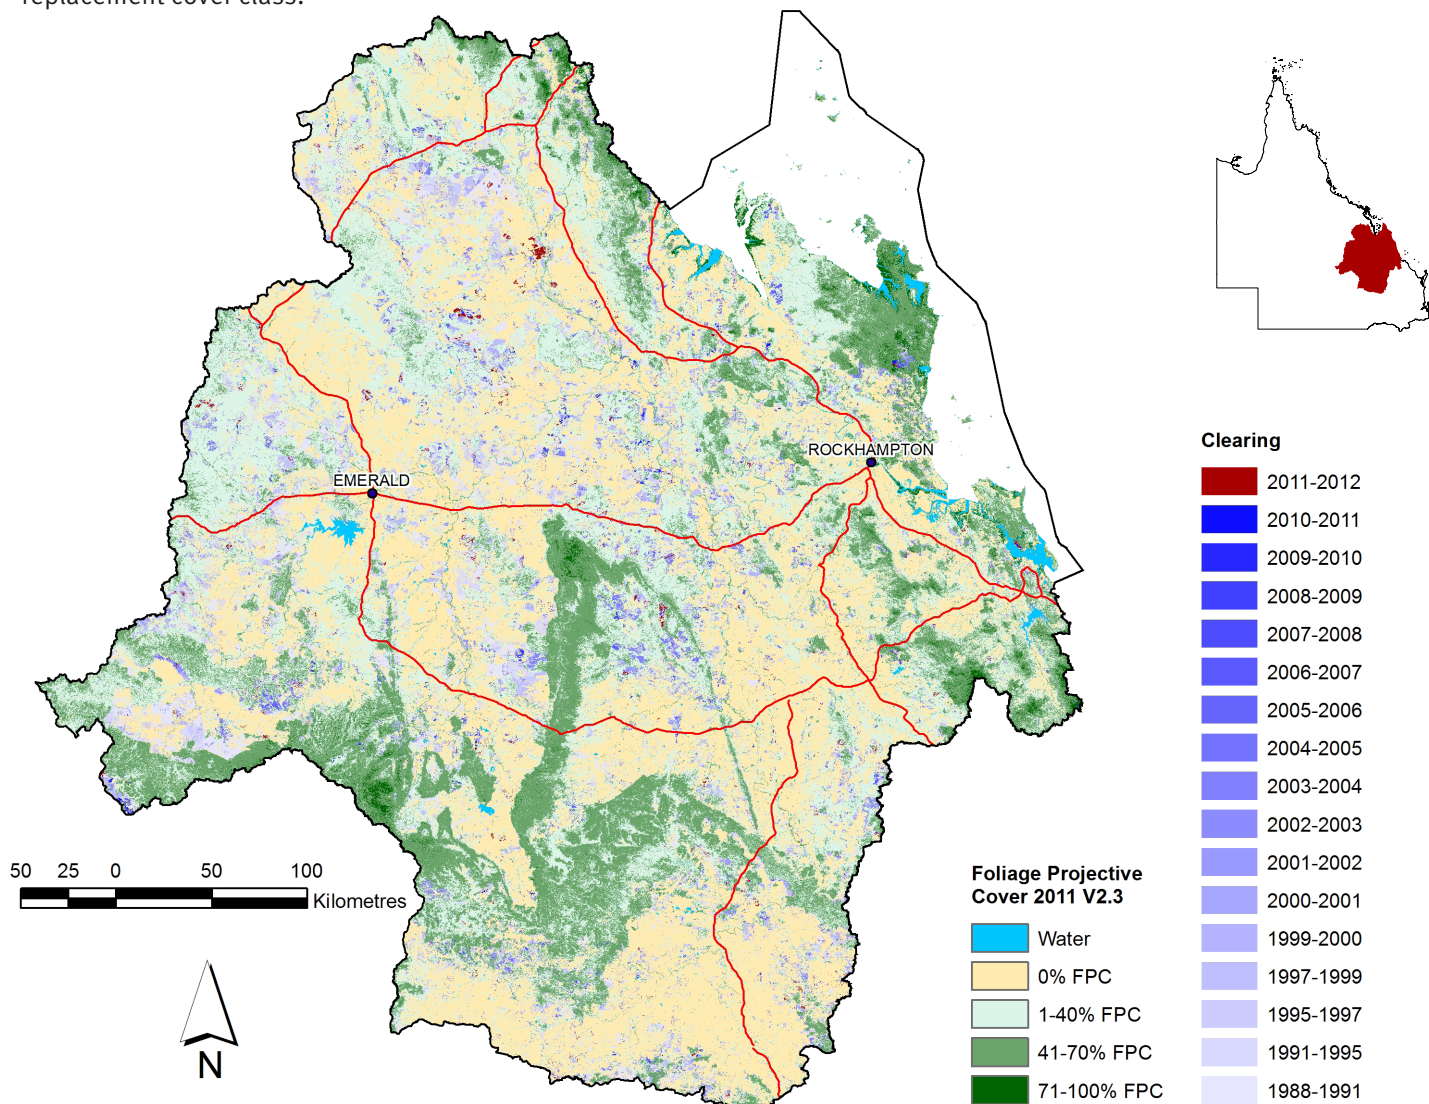 replacement cover class.
ROCKHAMPTON
EMERALD
Clearing
2011-2012
2010-2011
2009-2010
2008-2009
2007-2008
2006-2007
2005-2006
2004-2005
2003-2004
2002-2003
2001-2002
2000-2001
1999-2000
1997-1999
1995-1997
1991-1995
1988-1991
50 25 0 50 100
Kilometres
N
Foliage Projective
Cover 2011 V2.3
Water
0% FPC
1-40% FPC
41-70% FPC
71-100% FPC